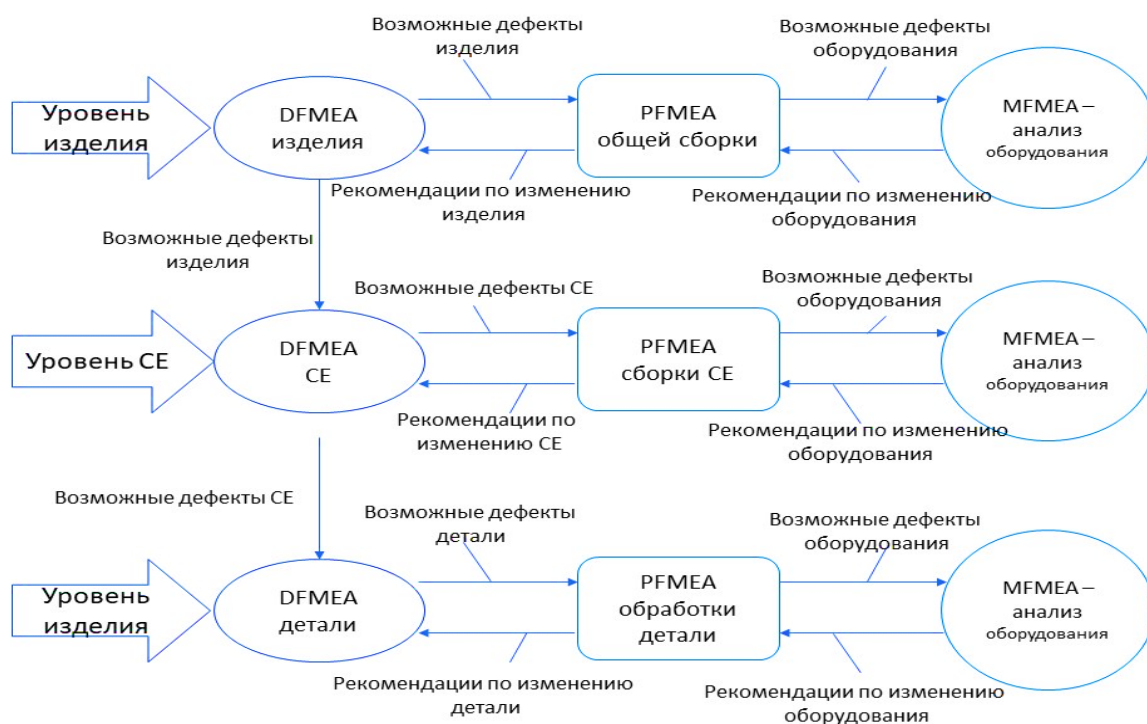 Возможные дефекты
изделия
Возможные дефекты
оборудования
Уровень
изделия
DFMEA
изделия
PFMEA
общей сборки
MFMEA –
анализ
оборудования
Рекомендации по изменению
изделия
Рекомендации по изменению
оборудования
Возможные дефекты
изделия
Возможные дефекты СЕ
Возможные дефекты
оборудования
Уровень СЕ
DFMEA
СЕ
PFMEA
сборки СЕ
MFMEA –
анализ
оборудования
Рекомендации по
изменению СЕ
Рекомендации по изменению
оборудования
Возможные дефекты СЕ
Возможные дефекты
детали
Возможные дефекты
оборудования
Уровень
изделия
DFMEA
детали
PFMEA
обработки
детали
MFMEA –
анализ
оборудования
Рекомендации по изменению
детали
Рекомендации по изменению
оборудования